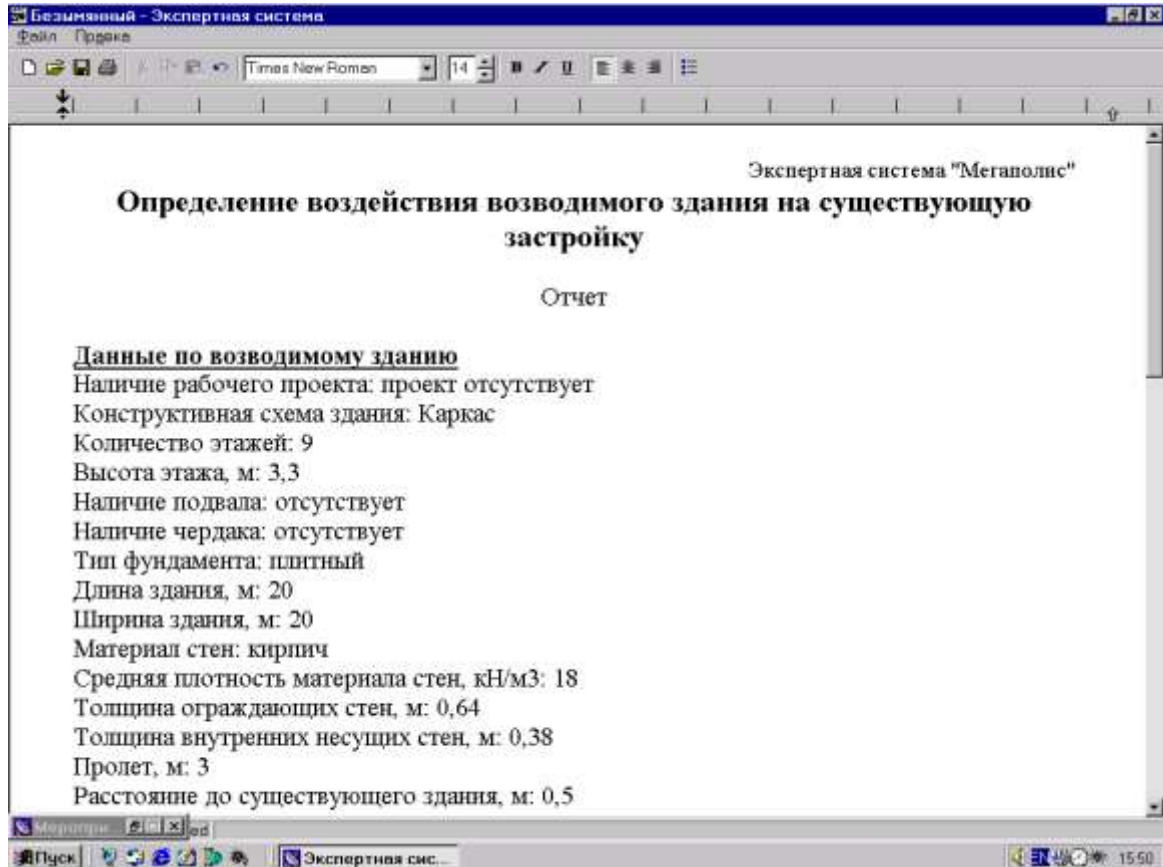 Безымянный - Экспертная система
Файл Правка
Times New Roman 14
Экспертная система "Мегаполис"
Определение воздействия возводимого здания на существующую
застройку
Отчет
Данные по возводимому зданию
Наличие рабочего проекта: проект отсутствует
Конструктивная схема здания: Каркас
Количество этажей: 9
Высота этажа, м: 3,3
Наличие подвала: отсутствует
Наличие чердака: отсутствует
Тип фундамента: плитный
Длина здания, м: 20
Ширина здания, м: 20
Материал стен: кирпич
Средняя плотность материала стен, кН/м3: 18
Толщина ограждающих стен, м: 0,64
Толщина внутренних несущих стен, м: 0,38
Пролет, м: 3
Расстояние до существующего здания, м: 0,5
Пуск Экспертная сис... EN 15:50